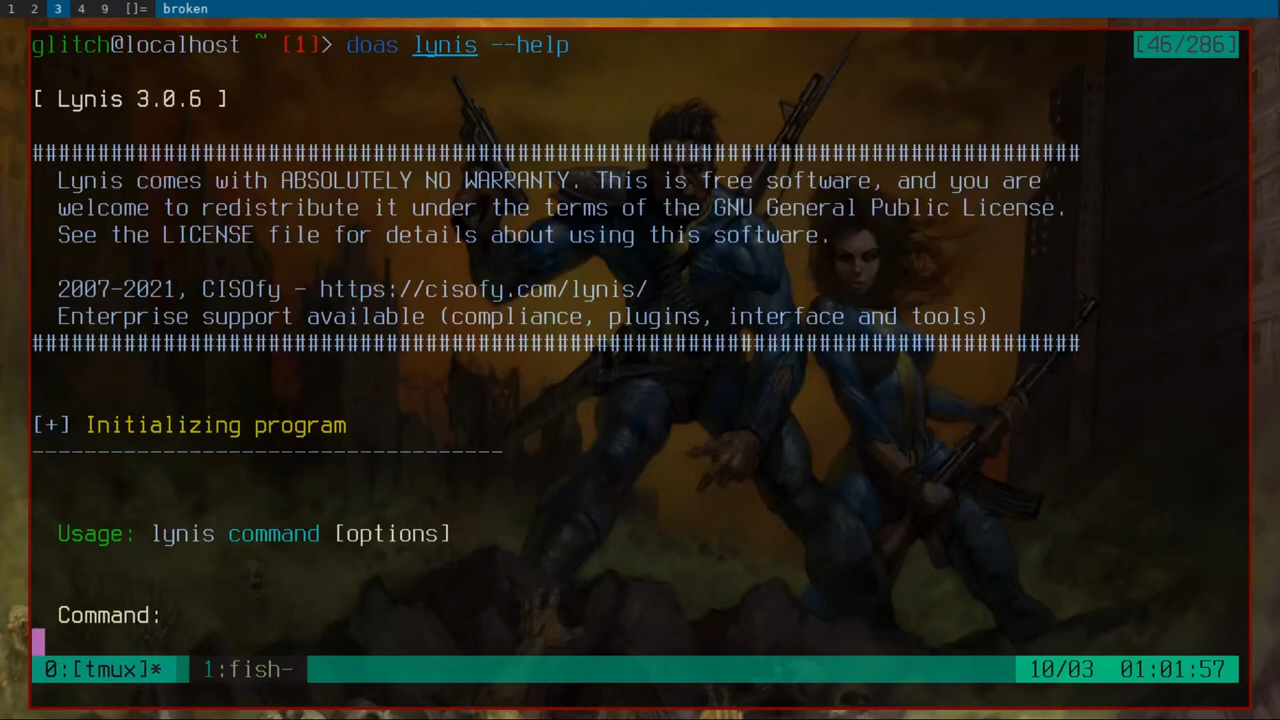 1 2 3 4 9 []= broken
glitch@localhost ~ [1]> doas lynis --help [46/286]
[ Lynis 3.0.6 ]
################################################################################
Lynis comes with ABSOLUTELY NO WARRANTY. This is free software, and you are
welcome to redistribute it under the terms of the GNU General Public License.
See the LICENSE file for details about using this software.
2007-2021, CISOfy - https://cisofy.com/lynis/
Enterprise support available (compliance, plugins, interface and tools)
################################################################################
[+] Initializing program
------------------------------------
Usage: lynis command [options]
Command:
0:[tmux]* 1:fish- 10/03 01:01:57